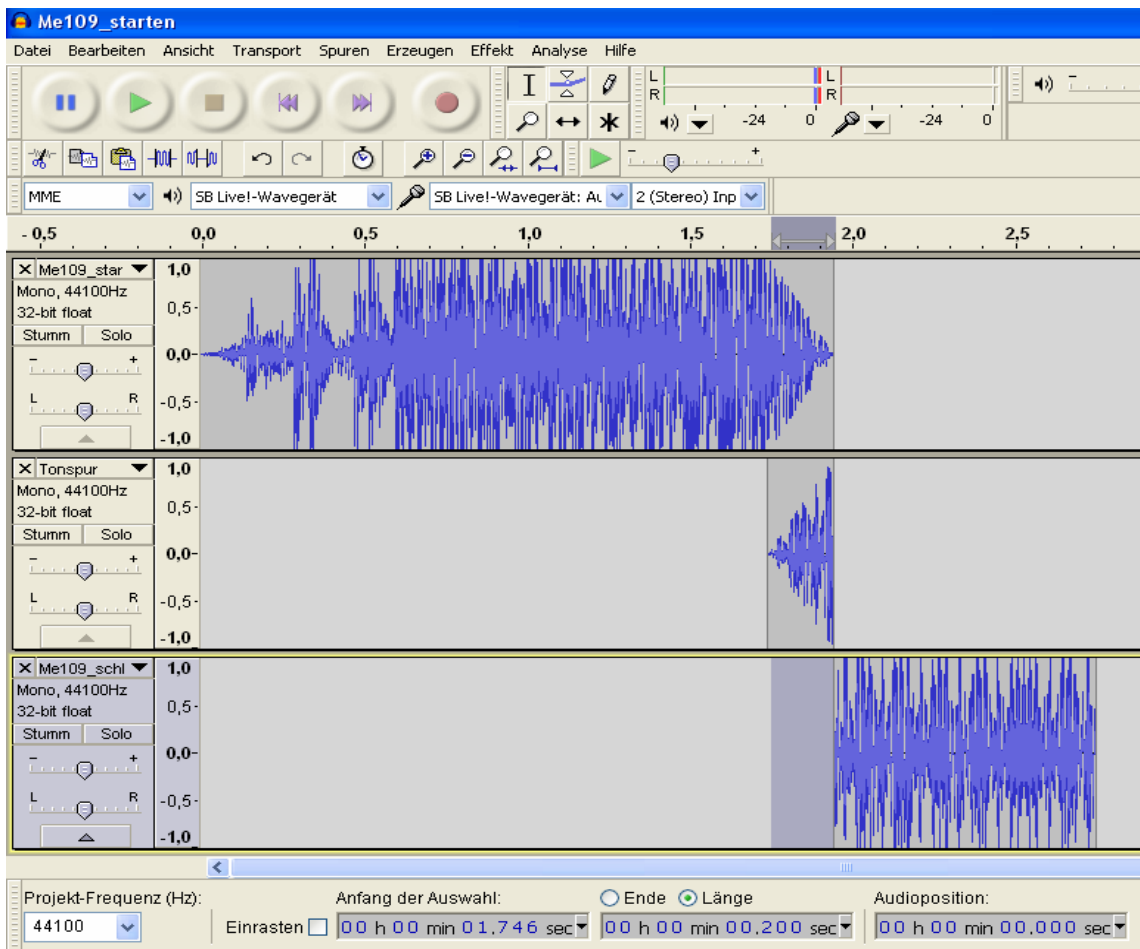 Me109_starten
Datei Bearbeiten Ansicht Transport Spuren Erzeugen Effekt Analyse Hilfe
L L
R R
-24 0 -24 0
- +
MME SB Live!-Wavegerät SB Live!-Wavegerät: Au 2 (Stereo) Inp
- 0,5 0,0 0,5 1,0 1,5 2,0 2,5
X Me109_star 1,0
Mono, 44100Hz
32-bit float 0,5-
Stumm Solo
- + 0,0-
L R -0,5-
-1,0
X Tonspur 1,0
Mono, 44100Hz
32-bit float 0,5-
Stumm Solo
- + 0,0-
L R -0,5-
-1,0
X Me109_schl 1,0
Mono, 44100Hz
32-bit float 0,5-
Stumm Solo
- + 0,0-
L R -0,5-
-1,0
Projekt-Frequenz (Hz): Anfang der Auswahl: Ende Länge Audioposition:
44100 Einrasten 00 h 00 min 01,746 sec 00 h 00 min 00,200 sec 00 h 00 min 00,000 sec